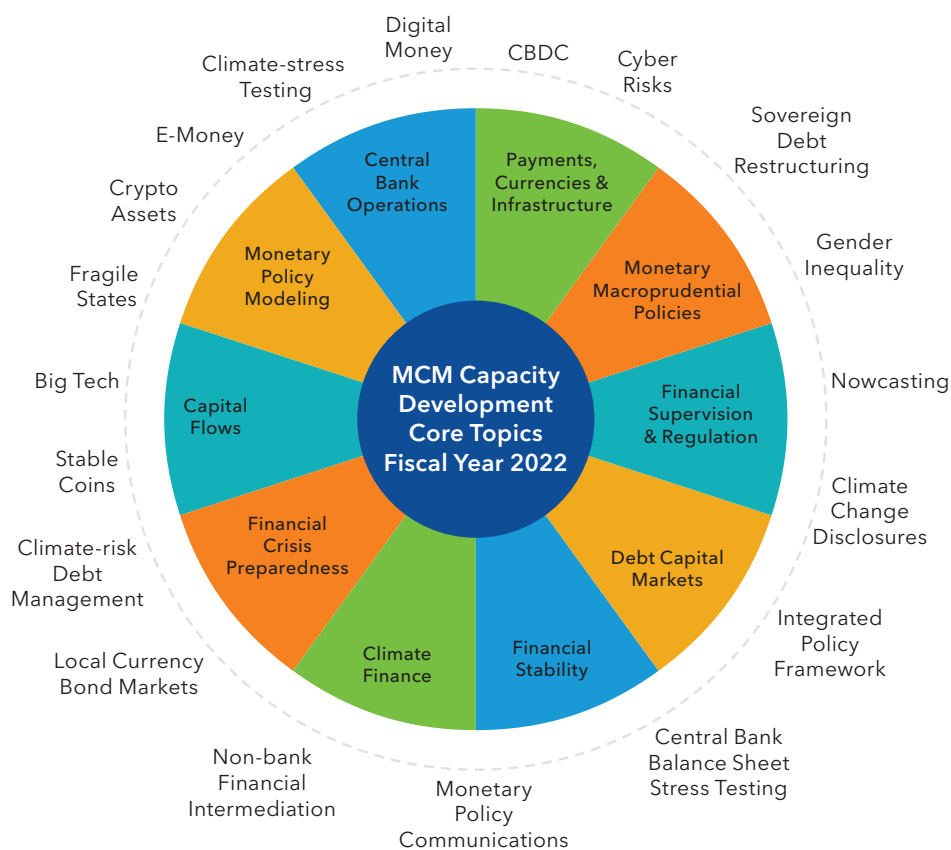 Digital
Money
CBDC
Cyber
Risks
Sovereign
Debt
Restructuring
Gender
Inequality
Nowcasting
Climate
Change
Disclosures
Integrated
Policy
Framework
Central Bank
Balance Sheet
Stress Testing
Monetary
Policy
Communications
Non-bank
Financial
Intermediation
Local Currency
Bond Markets
Climate-risk
Debt
Management
Stable
Coins
Big Tech
Fragile
States
Crypto
Assets
E-Money
Climate-stress
Testing
Central
Bank
Operations
Payments,
Currencies &
Infrastructure
Monetary
Macroprudential
Policies
Financial
Supervision
& Regulation
Debt Capital
Markets
Financial
Stability
Climate
Finance
Financial
Crisis
Preparedness
Capital
Flows
Monetary
Policy
Modeling
MCM Capacity
Development
Core Topics
Fiscal Year 2022